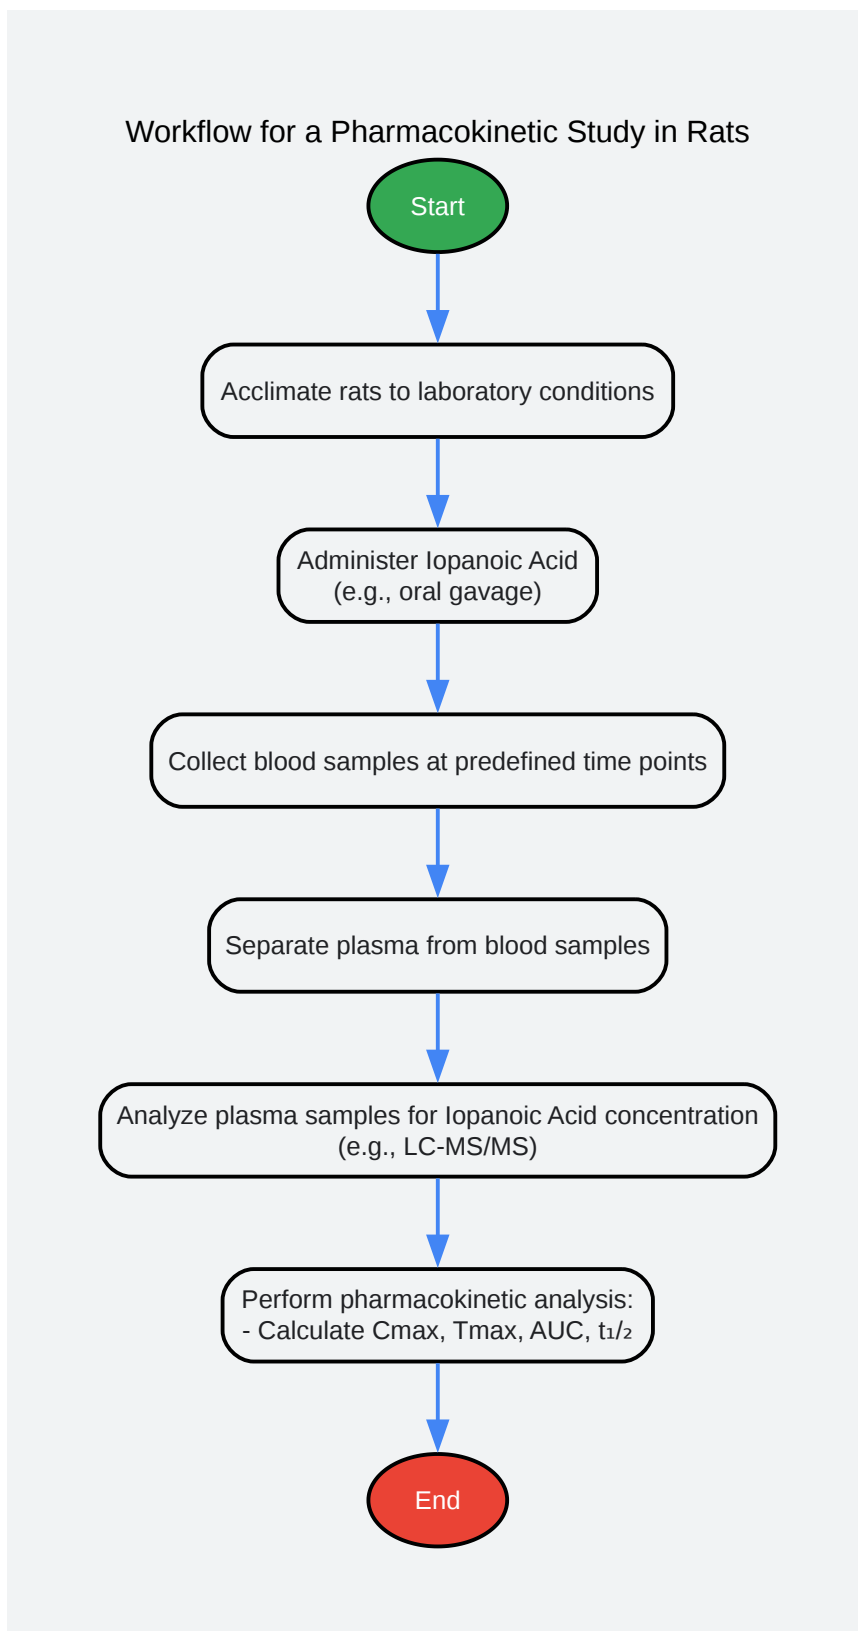 Workflow for a Pharmacokinetic Study in Rats
Start
Acclimate rats to laboratory conditions
Administer Iopanoic Acid
(e.g., oral gavage)
Collect blood samples at predefined time points
Separate plasma from blood samples
Analyze plasma samples for Iopanoic Acid concentration
(e.g., LC-MS/MS)
Perform pharmacokinetic analysis:
- Calculate Cmax, Tmax, AUC, t₁/₂
End